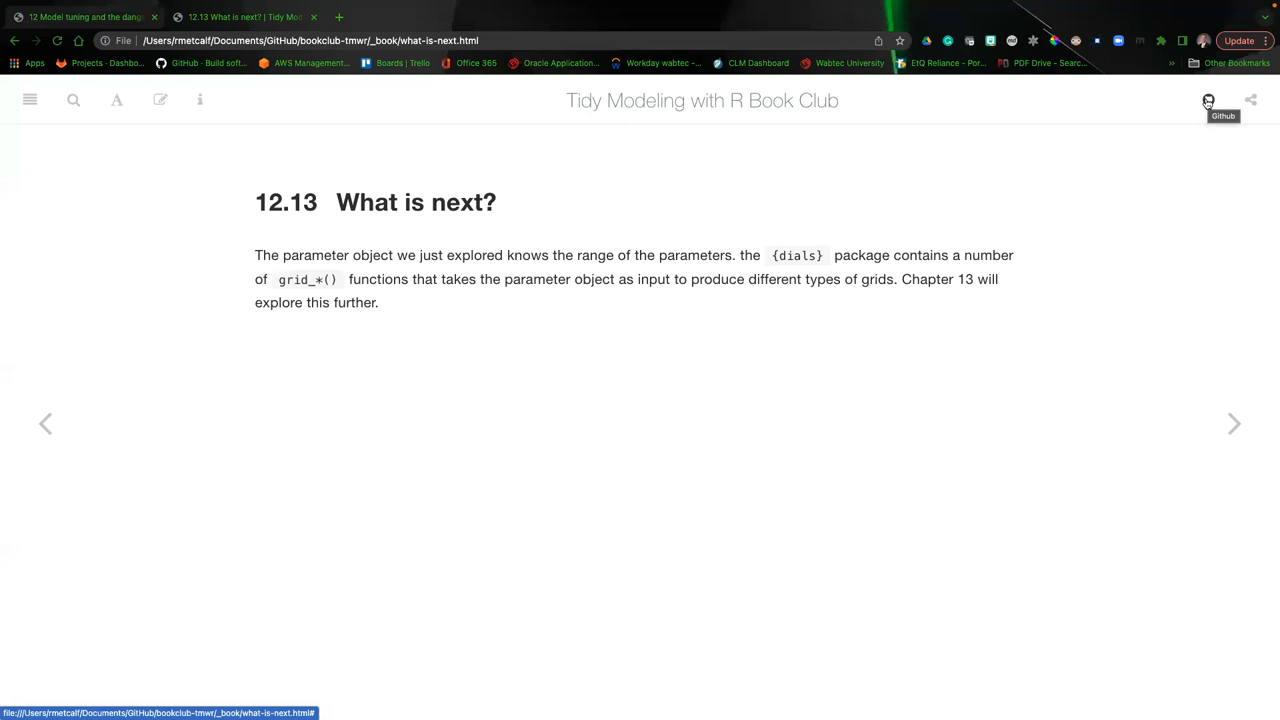 12 Model tuning and the dang
12.13 What is next? | Tidy Mod
File /Users/rmetcalf/Documents/GitHub/bookclub-tmwr/_book/what-is-next.html
Update
Apps
Projects - Dashbo...
GitHub · Build soft...
AWS Management...
Boards | Trello
Office 365
Oracle Application...
Workday wabtec -...
CLM Dashboard
Wabtec University
EtQ Reliance - Por...
PDF Drive - Searc...
»
Other Bookmarks
Tidy Modeling with R Book Club
Github
12.13 What is next?
The parameter object we just explored knows the range of the parameters. the {dials} package contains a number
of grid_*() functions that takes the parameter object as input to produce different types of grids. Chapter 13 will
explore this further.
file:///Users/rmetcalf/Documents/GitHub/bookclub-tmwr/_book/what-is-next.html#